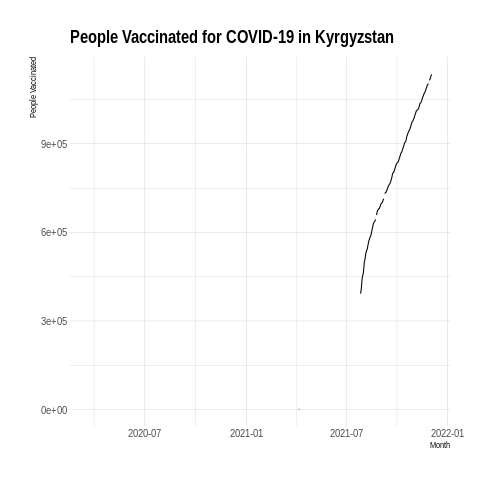 People Vaccinated for COVID-19 in Kyrgyzstan
People Vaccinated
9e+05
6e+05
3e+05
0e+00
2020-07 2021-01 2021-07 2022-01
Month